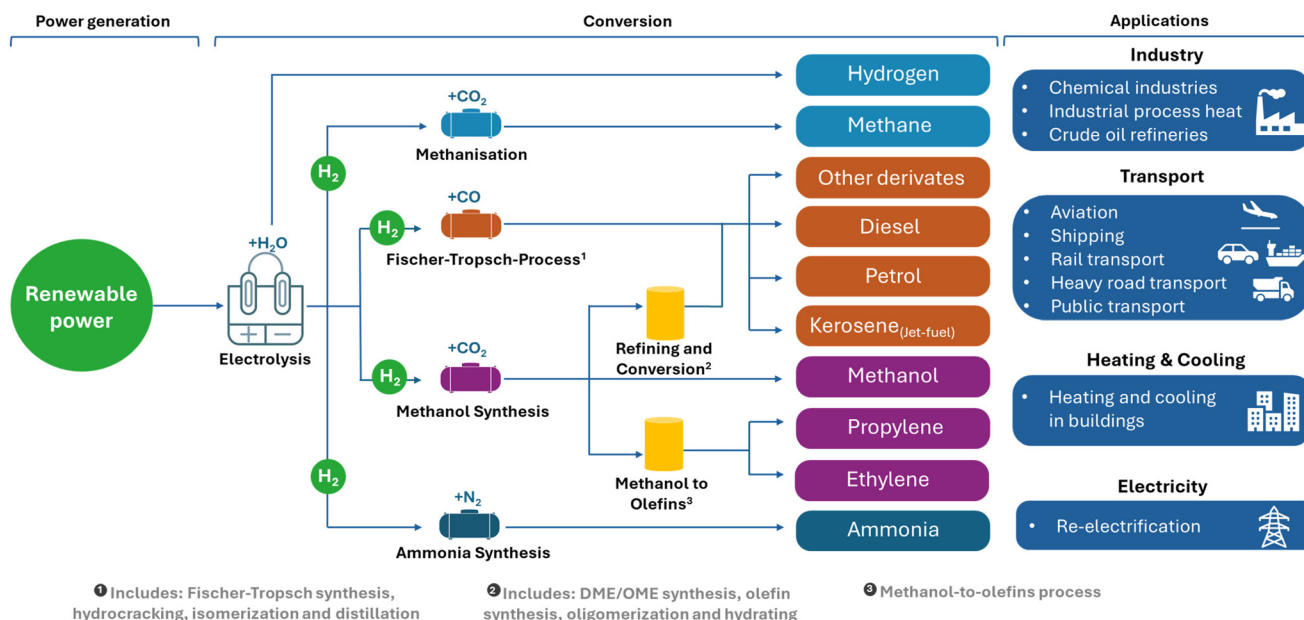 Power generation
Conversion
Applications
Industry
Hydrogen
• Chemical industries
• Industrial process heat
• Crude oil refineries
+CO₂
Methanisation
Methane
H₂
Transport
Other derivates
• Aviation
• Shipping
• Rail transport
• Heavy road transport
• Public transport
+CO
H₂
Fischer-Tropsch-Process¹
Diesel
+H₂O
Electrolysis
Renewable
power
Petrol
Refining and
Conversion²
Kerosene(Jet-fuel)
+CO₂
H₂
Methanol Synthesis
Methanol
Heating & Cooling
• Heating and cooling
in buildings
Propylene
Methanol to
Olefins³
Ethylene
H₂
Electricity
+N₂
Ammonia Synthesis
Ammonia
• Re-electrification
❶ Includes: Fischer-Tropsch synthesis,
hydrocracking, isomerization and distillation
❷ Includes: DME/OME synthesis, olefin
synthesis, oligomerization and hydrating
❸ Methanol-to-olefins process